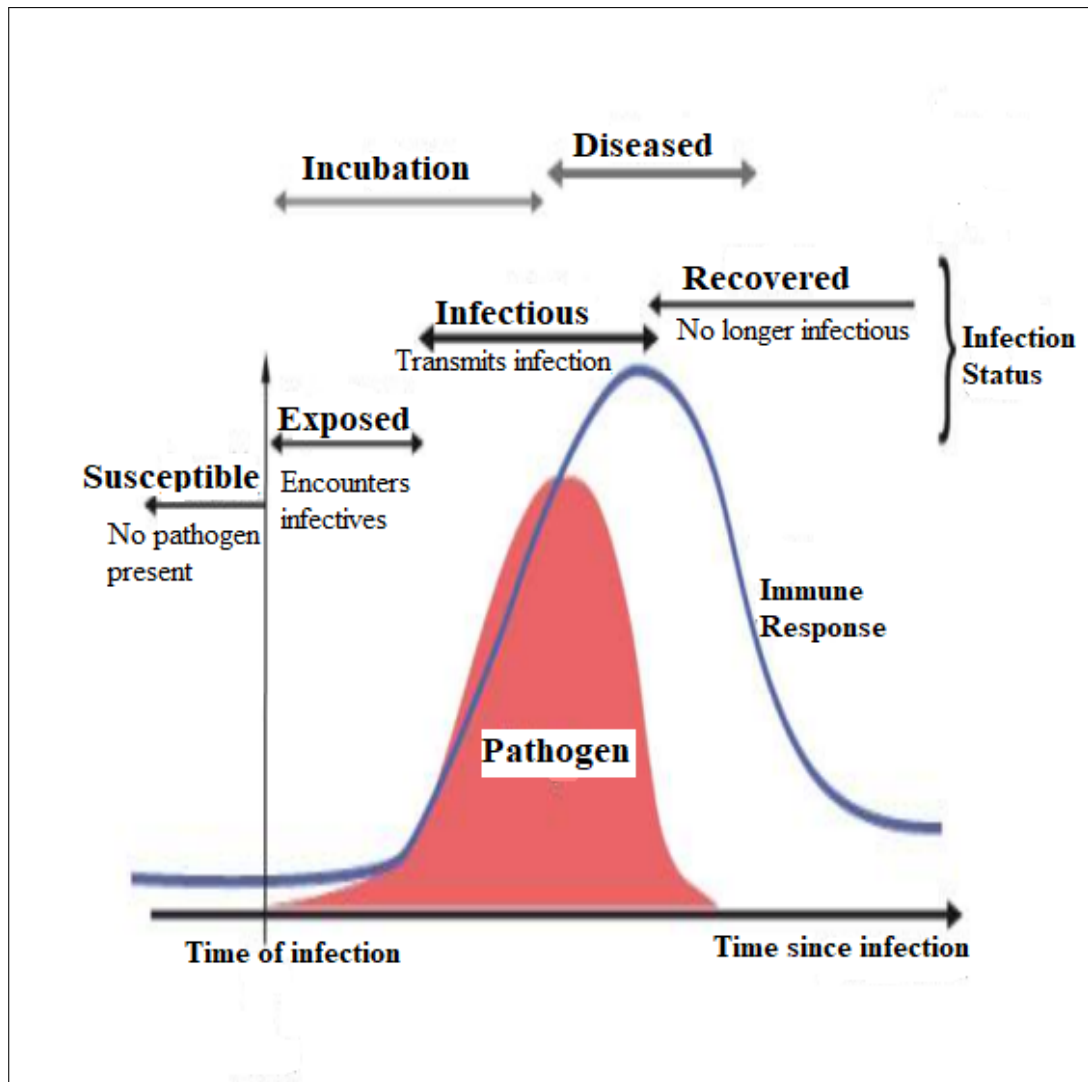 Diseased
Incubation
Recovered
No longer infectious
Infectious
Transmits infection
Infection
Status
Exposed
Encounters
infectives
Susceptible
No pathogen
present
Immune
Response
Pathogen
Time of infection
Time since infection